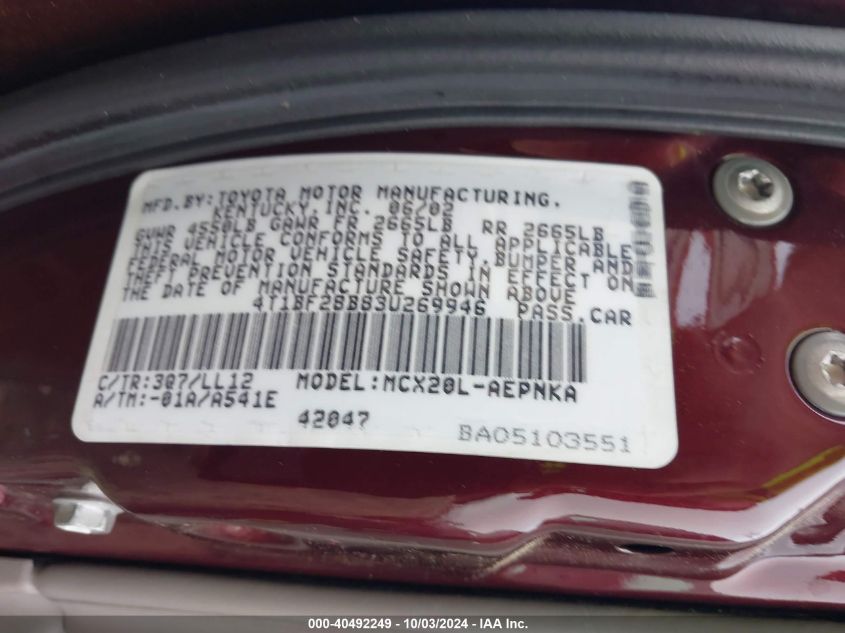 MFD.BY:TOYOTA MOTOR MANUFACTURING,
KENTUCKY,INC. 05/03
GVWR 4550LB GAWR FR 2665LB RR 2665LB
THIS VEHICLE CONFORMS TO ALL APPLICABLE
FEDERAL MOTOR VEHICLE SAFETY,BUMPER,AND
THEFT PREVENTION STANDARDS IN EFFECT ON
THE DATE OF MANUFACTURE SHOWN ABOVE.
4T1BF28B83U269946 PASS.CAR
C/TR:3Q7/LL12 MODEL:MCX20L-AEPNKA
A/TM:-01A/A541E
42047 BA05103551
000-40492249 - 10/03/2024 - IAA Inc.